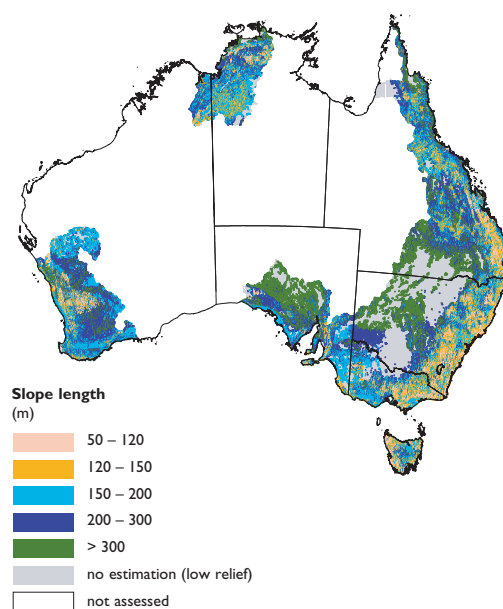 Slope length
(m)
50 – 120
120 – 150
150 – 200
200 – 300
> 300
no estimation (low relief)
not assessed